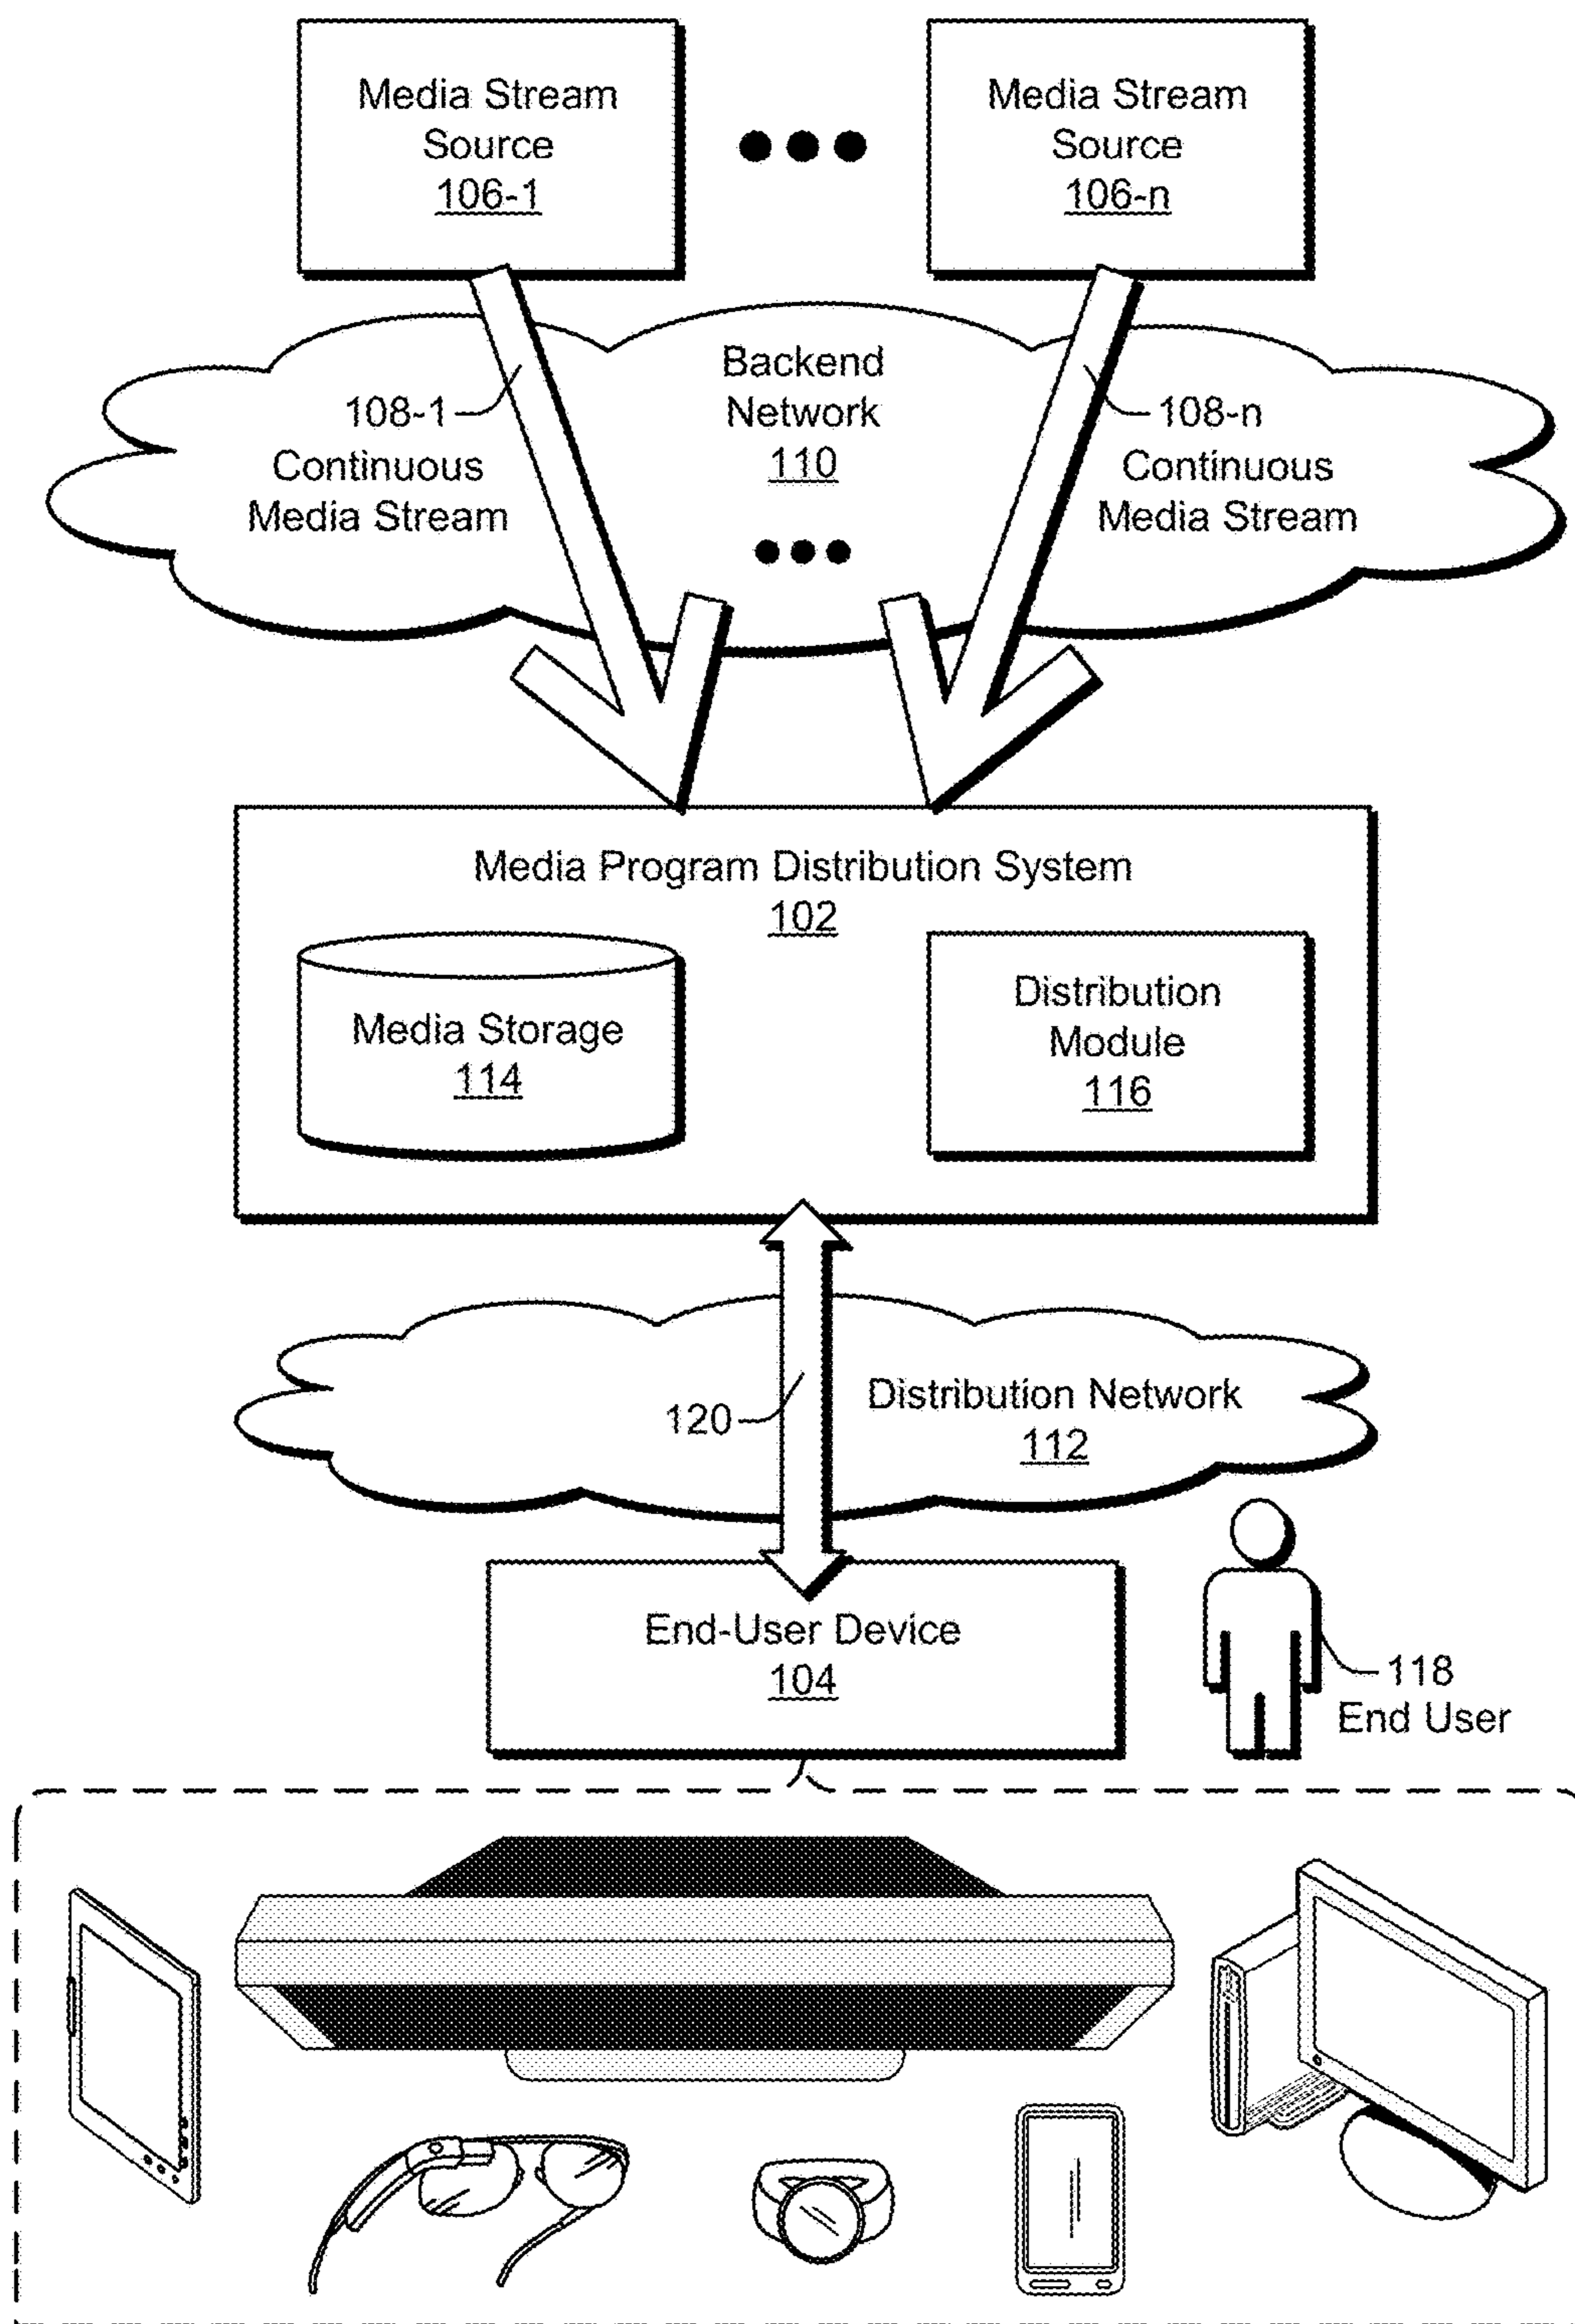 Media Stream
Source
106-1
Media Stream
Source
106-n
Backend
Network
110
108-1
Continuous
Media Stream
108-n
Continuous
Media Stream
Media Program Distribution System
102
Media Storage
114
Distribution
Module
116
120
Distribution Network
112
End-User Device
104
118
End User